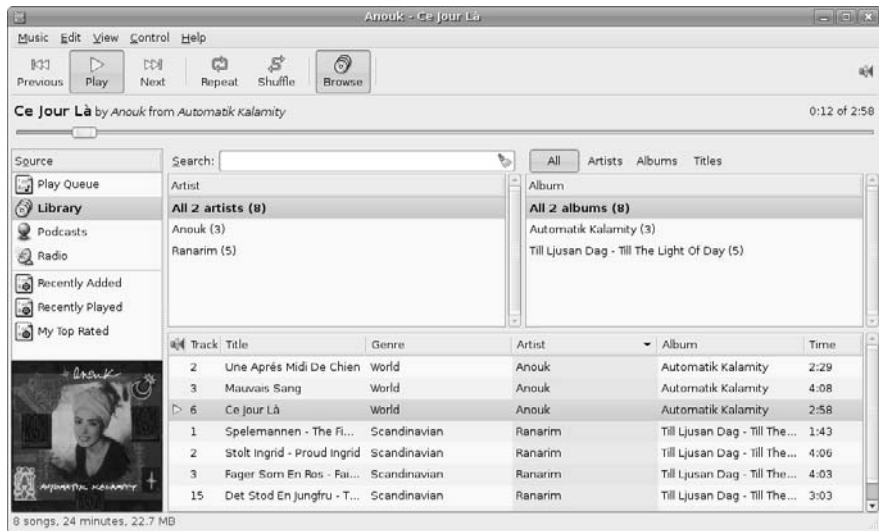 Anouk - Ce Jour Là
Music Edit View Control Help
Previous Play Next Repeat Shuffle Browse
Ce Jour Là by Anouk from Automatik Kalamity 0:12 of 2:58
Source Search: All Artists Albums Titles
Play Queue
Library
Podcasts
Radio
Recently Added
Recently Played
My Top Rated
Artist
All 2 artists (8)
Anouk (3)
Ranarim (5)
Album
All 2 albums (8)
Automatik Kalamity (3)
Till Ljusan Dag - Till The Light Of Day (5)
Track Title Genre Artist Album Time
2 Une Aprés Midi De Chien World Anouk Automatik Kalamity 2:29
3 Mauvais Sang World Anouk Automatik Kalamity 4:08
6 Ce Jour Là World Anouk Automatik Kalamity 2:58
1 Spelemannen - The Fi... Scandinavian Ranarim Till Ljusan Dag - Till The... 1:43
2 Stolt Ingrid - Proud Ingrid Scandinavian Ranarim Till Ljusan Dag - Till The... 4:06
3 Fager Som En Ros - Fai... Scandinavian Ranarim Till Ljusan Dag - Till The... 4:03
15 Det Stod En Jungfru - T... Scandinavian Ranarim Till Ljusan Dag - Till The... 3:03
Anouk
AUTOMATIK KALAMITY
8 songs, 24 minutes, 22.7 MB